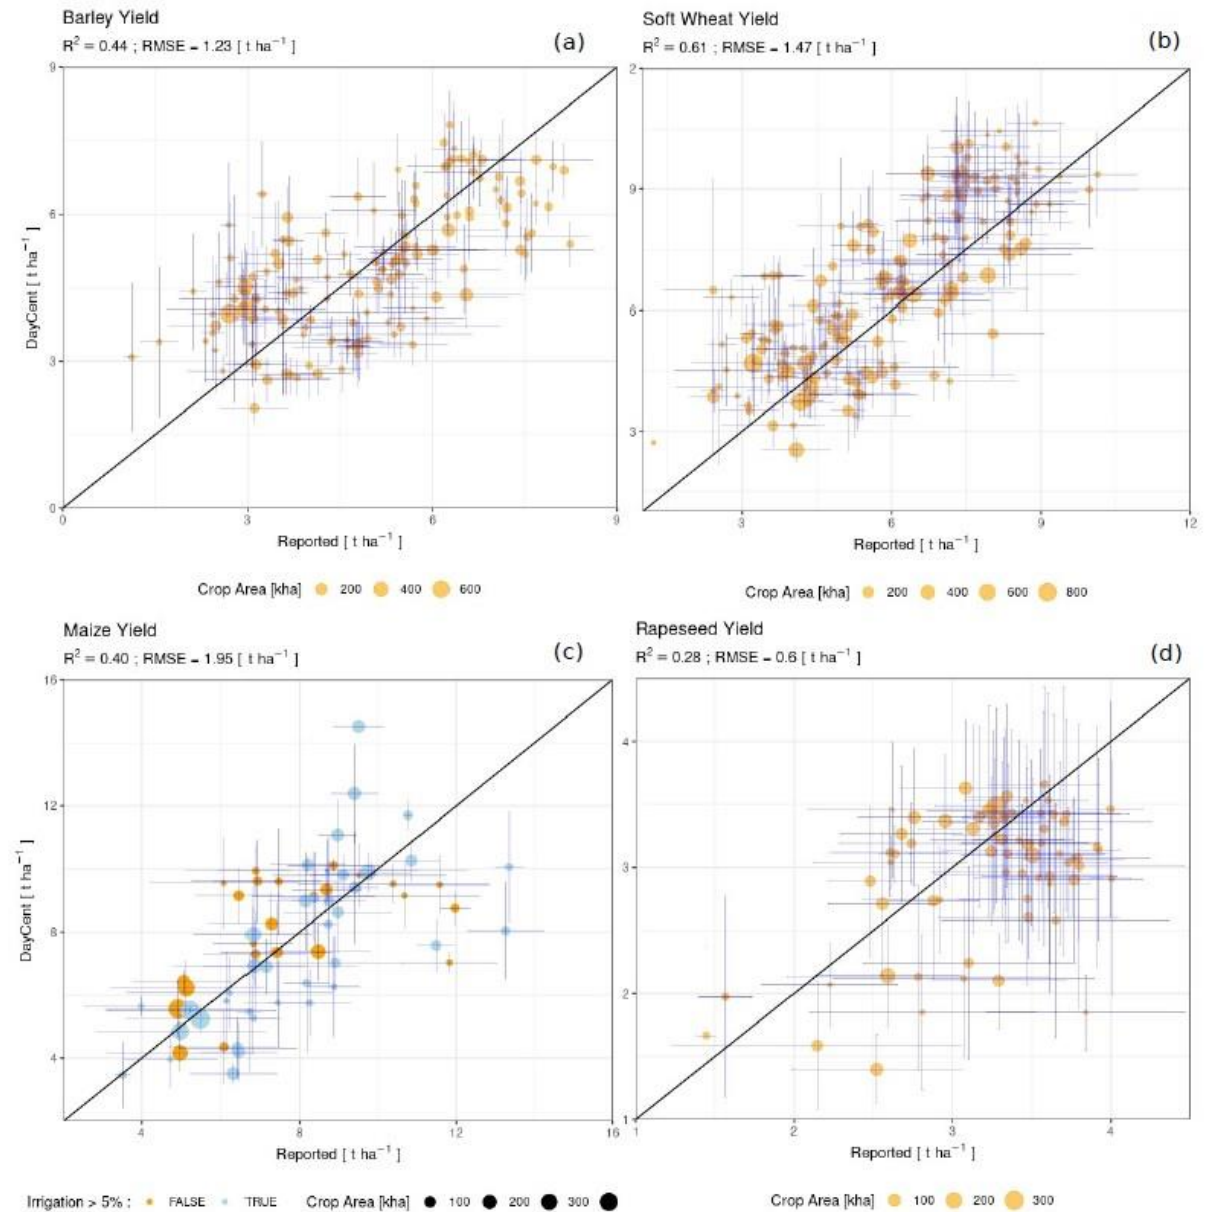 Barley Yield
R² = 0.44 ; RMSE = 1.23 [ t ha⁻¹ ]
(a)
9
6
3
0
DayCent [ t ha⁻¹ ]
0 3 6 9
Reported [ t ha⁻¹ ]
Crop Area [kha] 200 400 600
Soft Wheat Yield
R² = 0.61 ; RMSE = 1.47 [ t ha⁻¹ ]
(b)
2
9
6
3
3 6 9 12
Reported [ t ha⁻¹ ]
Crop Area [kha] 200 400 600 800
Maize Yield
R² = 0.40 ; RMSE = 1.95 [ t ha⁻¹ ]
(c)
16
12
8
4
DayCent [ t ha⁻¹ ]
4 8 12 16
Reported [ t ha⁻¹ ]
Irrigation > 5% : FALSE TRUE Crop Area [kha] 100 200 300
Rapeseed Yield
R² = 0.28 ; RMSE = 0.6 [ t ha⁻¹ ]
(d)
4
3
2
1
1 2 3 4
Reported [ t ha⁻¹ ]
Crop Area [kha] 100 200 300